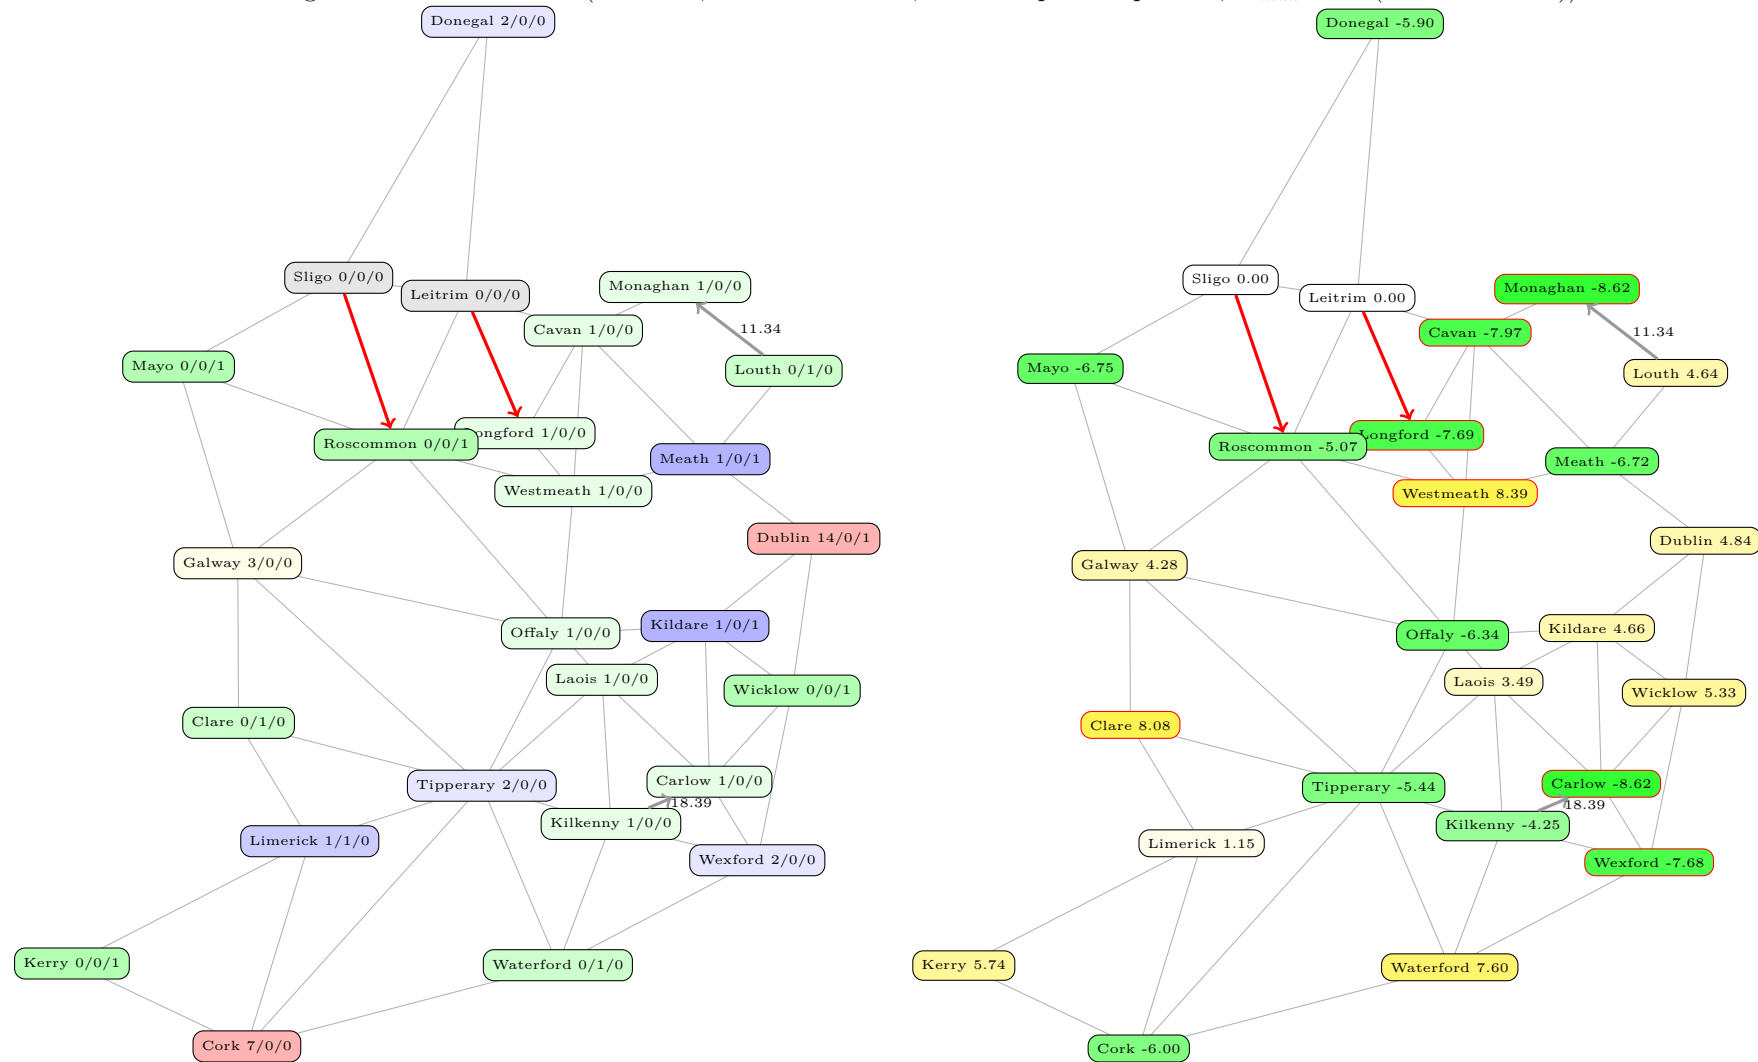 Donegal 2/0/0
Sligo 0/0/0
Leitrim 0/0/0
Monaghan 1/0/0
Cavan 1/0/0
11.34
Mayo 0/0/1
Louth 0/1/0
Roscommon 0/0/1
Longford 1/0/0
Meath 1/0/1
Westmeath 1/0/0
Dublin 14/0/1
Galway 3/0/0
Offaly 1/0/0
Kildare 1/0/1
Laois 1/0/0
Wicklow 0/0/1
Clare 0/1/0
Tipperary 2/0/0
Carlow 1/0/0
18.39
Kilkenny 1/0/0
Limerick 1/1/0
Wexford 2/0/0
Kerry 0/0/1
Waterford 0/1/0
Cork 7/0/0
Donegal -5.90
Sligo 0.00
Leitrim 0.00
Monaghan -8.62
Cavan -7.97
11.34
Mayo -6.75
Louth 4.64
Roscommon -5.07
Longford -7.69
Meath -6.72
Westmeath 8.39
Dublin 4.84
Galway 4.28
Offaly -6.34
Kildare 4.66
Laois 3.49
Wicklow 5.33
Clare 8.08
Tipperary -5.44
Carlow -8.62
18.39
Kilkenny -4.25
Limerick 1.15
Wexford -7.68
Kerry 5.74
Waterford 7.60
Cork -6.00